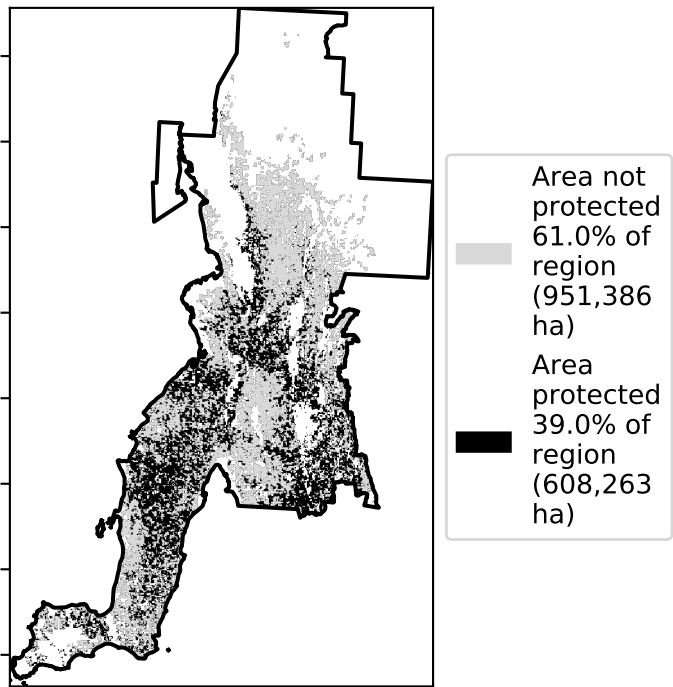 Area not
protected
61.0% of
region
(951,386
ha)
Area
protected
39.0% of
region
(608,263
ha)